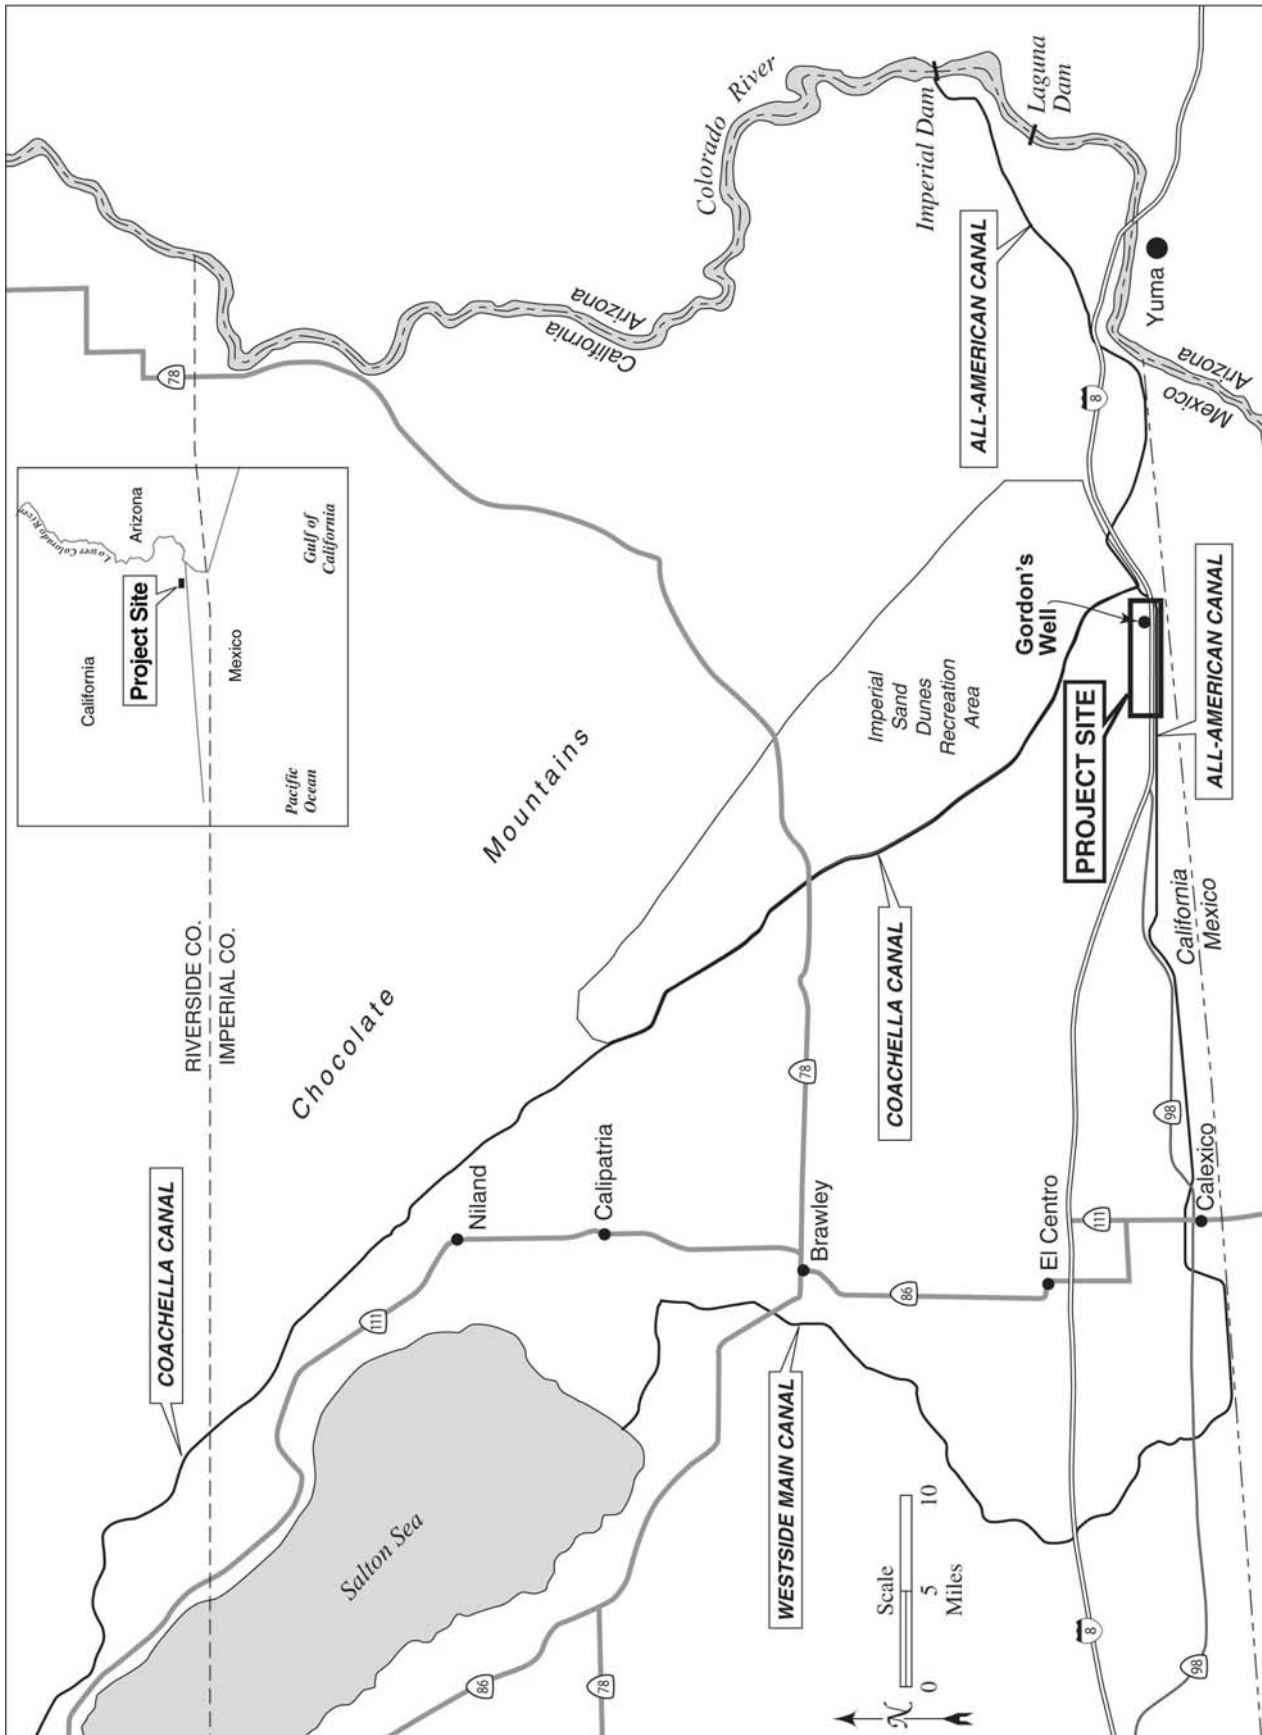 COACHELLA CANAL
RIVERSIDE CO.
IMPERIAL CO.
California
Arizona
Lower Colorado River
Project Site
Mexico
Pacific
Ocean
Gulf of
California
78
Chocolate Mountains
Salton Sea
111
Niland
Calipatria
86
78
California
Arizona
Colorado River
Imperial Dam
Laguna
Dam
WESTSIDE MAIN CANAL
Brawley
78
COACHELLA CANAL
Imperial
Sand
Dunes
Recreation
Area
ALL-AMERICAN CANAL
Scale
0
5
10
Miles
N
86
El Centro
111
PROJECT SITE
Gordon's
Well
8
8
Yuma
98
98
Calexico
California
Mexico
ALL-AMERICAN CANAL
Mexico
Arizona